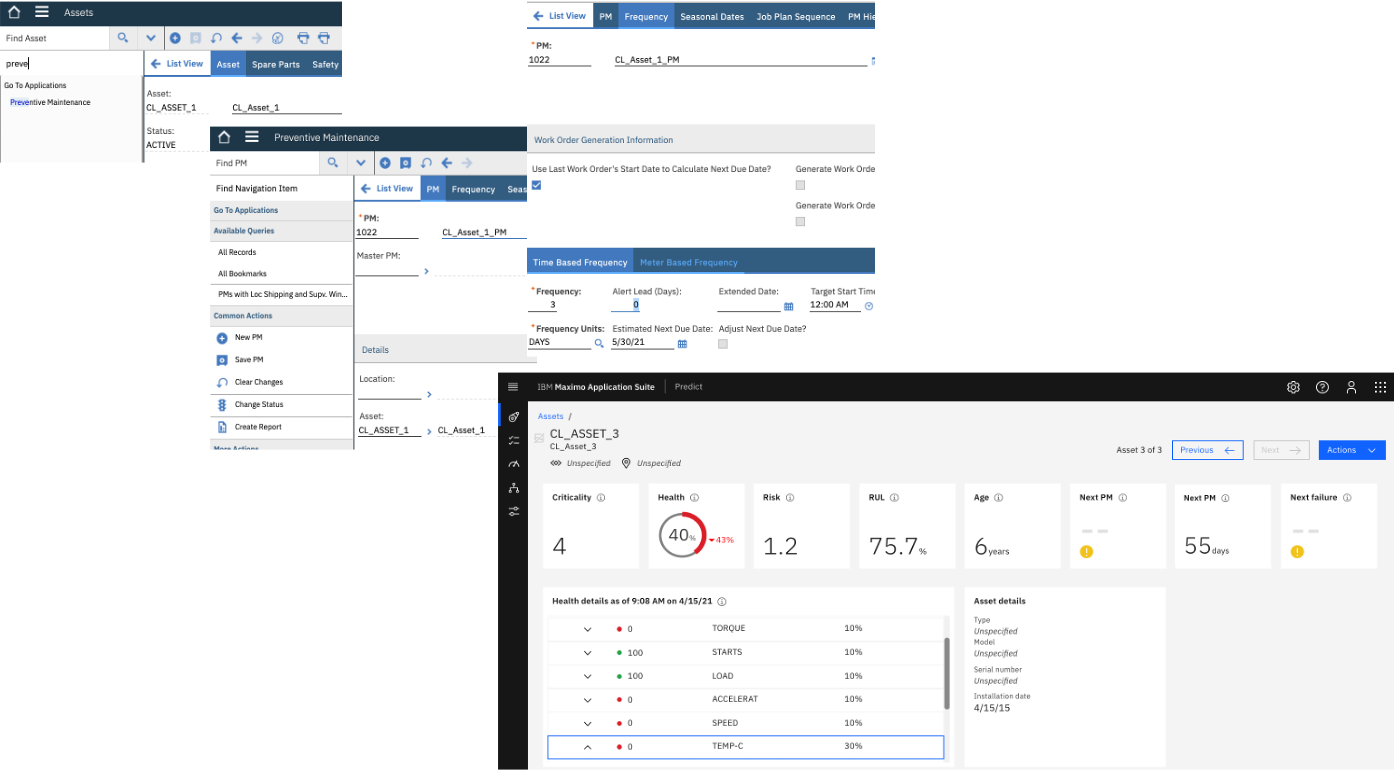 Assets
Find Asset
preve
Go To Applications
Preventive Maintenance
List View Asset Spare Parts Safety
Asset:
CL_ASSET_1 CL_Asset_1
Status:
ACTIVE
Preventive Maintenance
Find PM
Find Navigation Item
Go To Applications
Available Queries
All Records
All Bookmarks
PMs with Loc Shipping and Supv. Win...
Common Actions
New PM
Save PM
Clear Changes
Change Status
Create Report
More Actions
List View PM Frequency Seas
*PM:
1022 CL_Asset_1_PM
Master PM:
Details
Location:
Asset:
CL_ASSET_1 CL_Asset_1
List View PM Frequency Seasonal Dates Job Plan Sequence PM Hie
*PM:
1022 CL_Asset_1_PM
Work Order Generation Information
Use Last Work Order's Start Date to Calculate Next Due Date? Generate Work Orde
Generate Work Orde
Time Based Frequency Meter Based Frequency
*Frequency: Alert Lead (Days): Extended Date: Target Start Time
3 0 12:00 AM
*Frequency Units: Estimated Next Due Date: Adjust Next Due Date?
DAYS 5/30/21
IBM Maximo Application Suite Predict
Assets /
CL_ASSET_3
CL_Asset_3
Unspecified Unspecified
Asset 3 of 3 Previous Next Actions
Criticality Health Risk RUL Age Next PM Next PM Next failure
4 40% 43% 1.2 75.7% 6 years -- 55 days --
Health details as of 9:08 AM on 4/15/21
0 TORQUE 10%
100 STARTS 10%
100 LOAD 10%
0 ACCELERAT 10%
0 SPEED 10%
0 TEMP-C 30%
Asset details
Type
Unspecified
Model
Unspecified
Serial number
Unspecified
Installation date
4/15/15